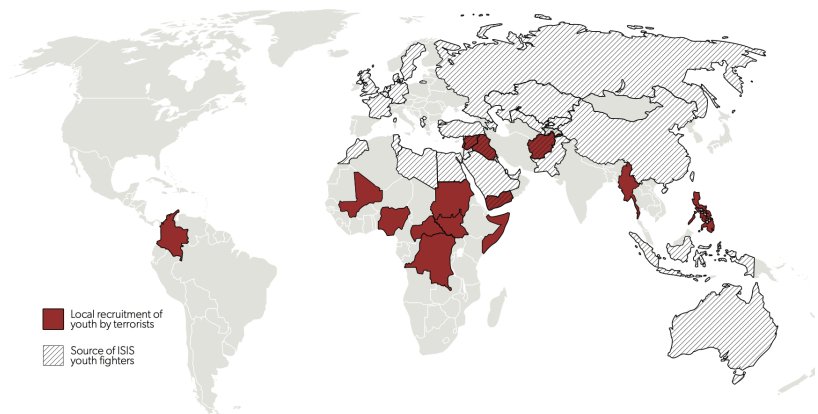 Local recruitment of
youth by terrorists
Source of ISIS
youth fighters